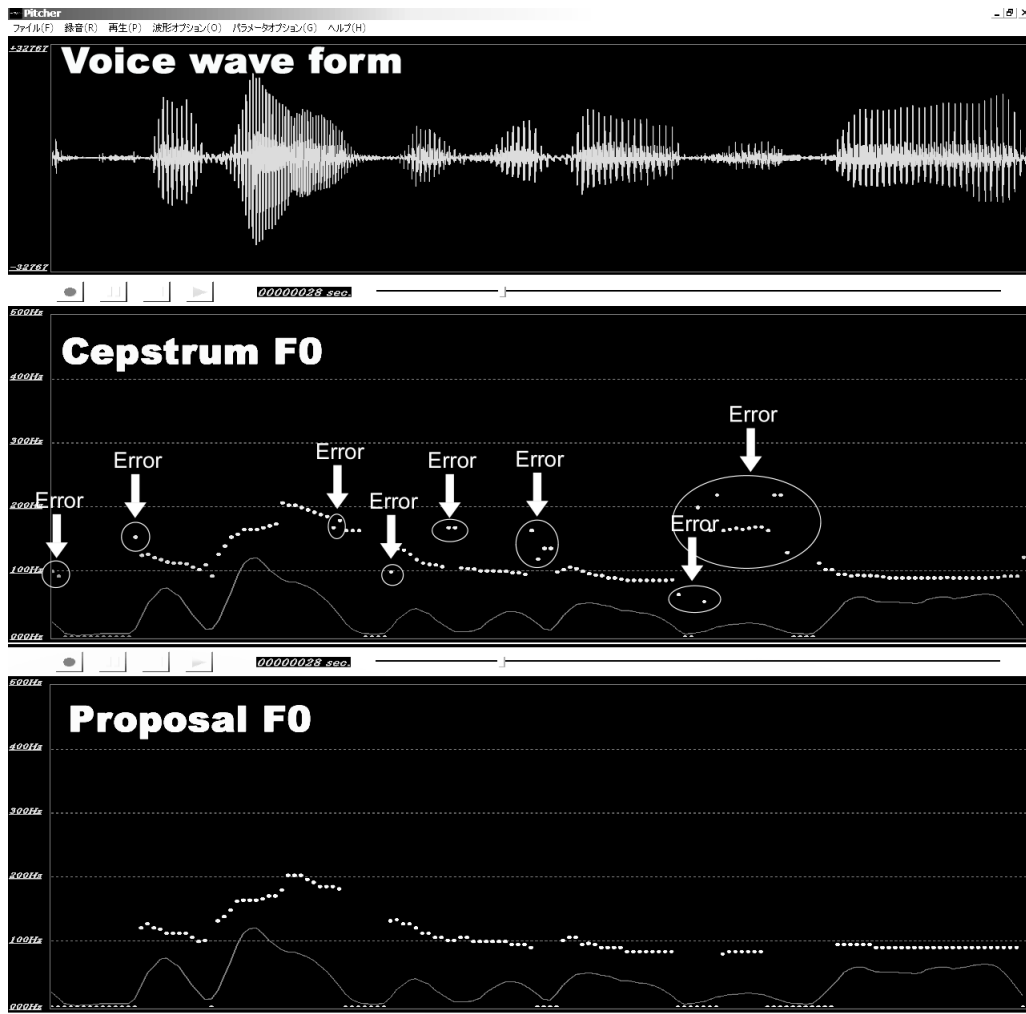 Pitcher
ファイル(F) 録音(R) 再生(P) 波形オプション(O) パラメータオプション(G) ヘルプ(H)
+32767
Voice wave form
-32767
00000028 sec.
500Hz
Cepstrum F0
400Hz
Error
300Hz
Error
Error
Error
Error
200Hz
Error
Error
Error
100Hz
000Hz
00000028 sec.
500Hz
Proposal F0
400Hz
300Hz
200Hz
100Hz
000Hz